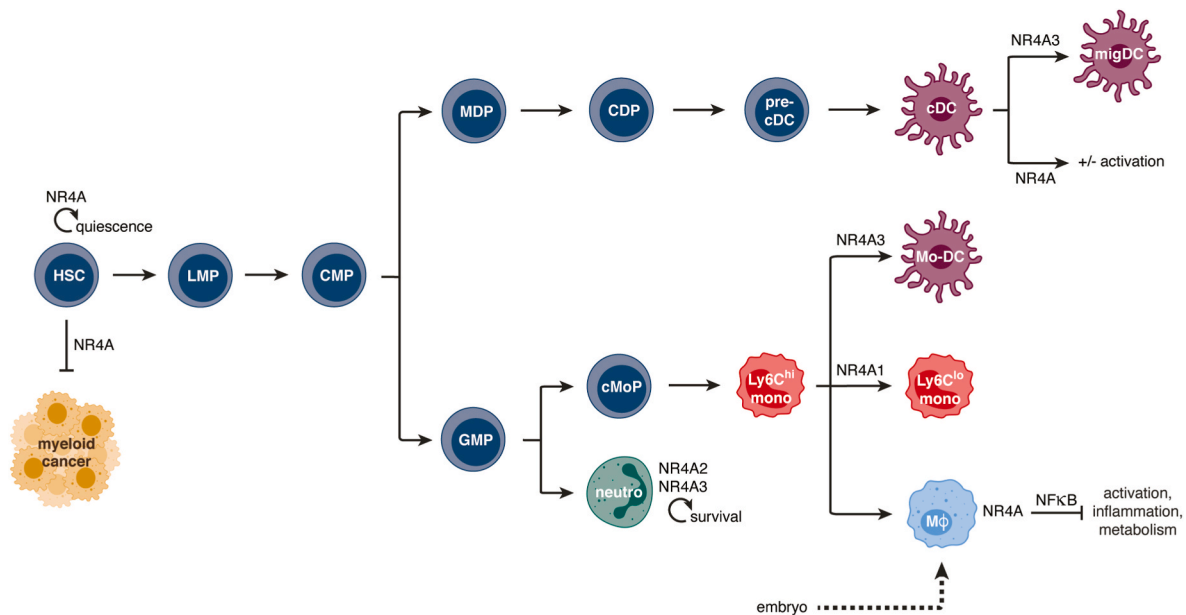 NR4A3
migDC
MDP
CDP
pre-
cDC
cDC
NR4A
+/- activation
NR4A
quiescence
HSC
LMP
CMP
NR4A
myeloid
cancer
NR4A3
Mo-DC
cMoP
Ly6Chi
mono
NR4A1
Ly6Clo
mono
GMP
neutro
NR4A2
NR4A3
survival
Mϕ
NR4A
NFκB
activation,
inflammation,
metabolism
embryo